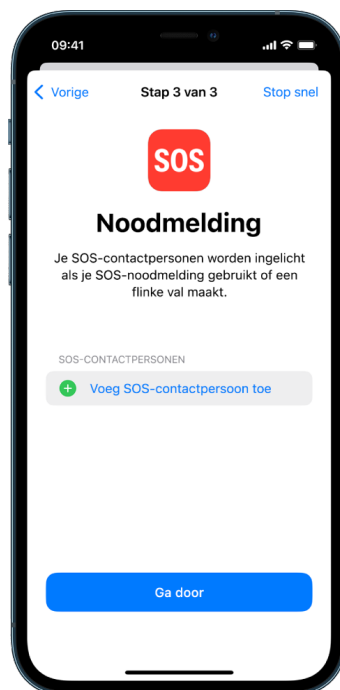 09:41
Vorige Stap 3 van 3 Stop snel
SOS
Noodmelding
Je SOS-contactpersonen worden ingelicht
als je SOS-noodmelding gebruikt of een
flinke val maakt.
SOS-CONTACTPERSONEN
Voeg SOS-contactpersoon toe
Ga door